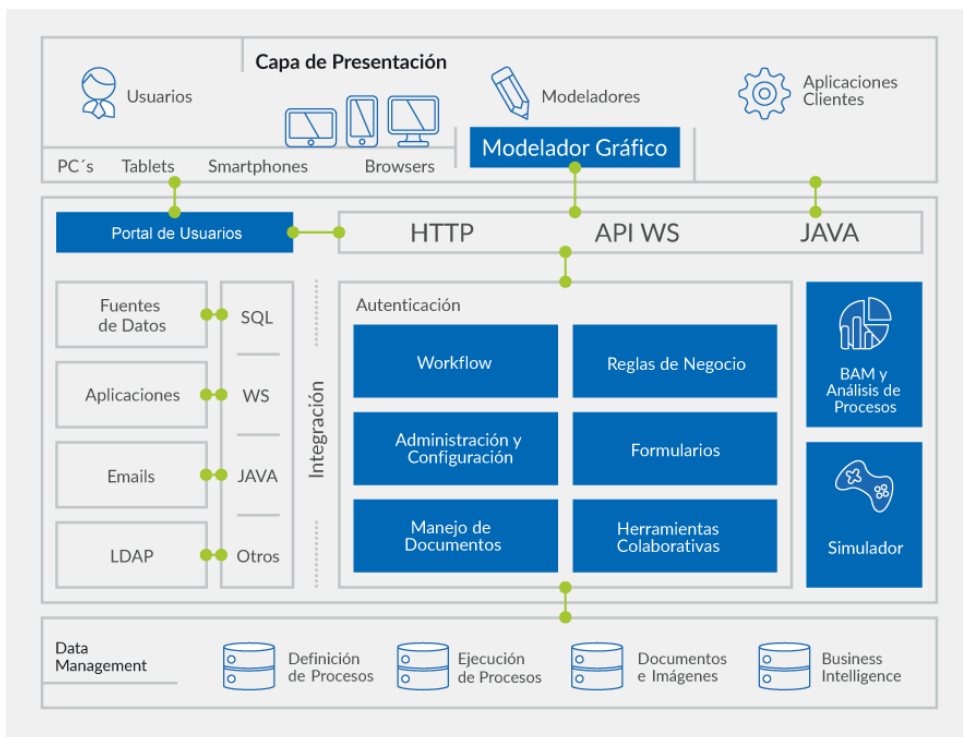 Capa de Presentación
Usuarios
Modeladores
Aplicaciones
Clientes
PC´s
Tablets
Smartphones
Browsers
Modelador Gráfico
Portal de Usuarios
HTTP
API WS
JAVA
Fuentes
de Datos
SQL
Aplicaciones
WS
Emails
JAVA
LDAP
Otros
Integración
Autenticación
Workflow
Reglas de Negocio
Administración y
Configuración
Formularios
Manejo de
Documentos
Herramientas
Colaborativas
BAM y
Análisis de
Procesos
Simulador
Data
Management
Definición
de Procesos
Ejecución
de Procesos
Documentos
e Imágenes
Business
Intelligence